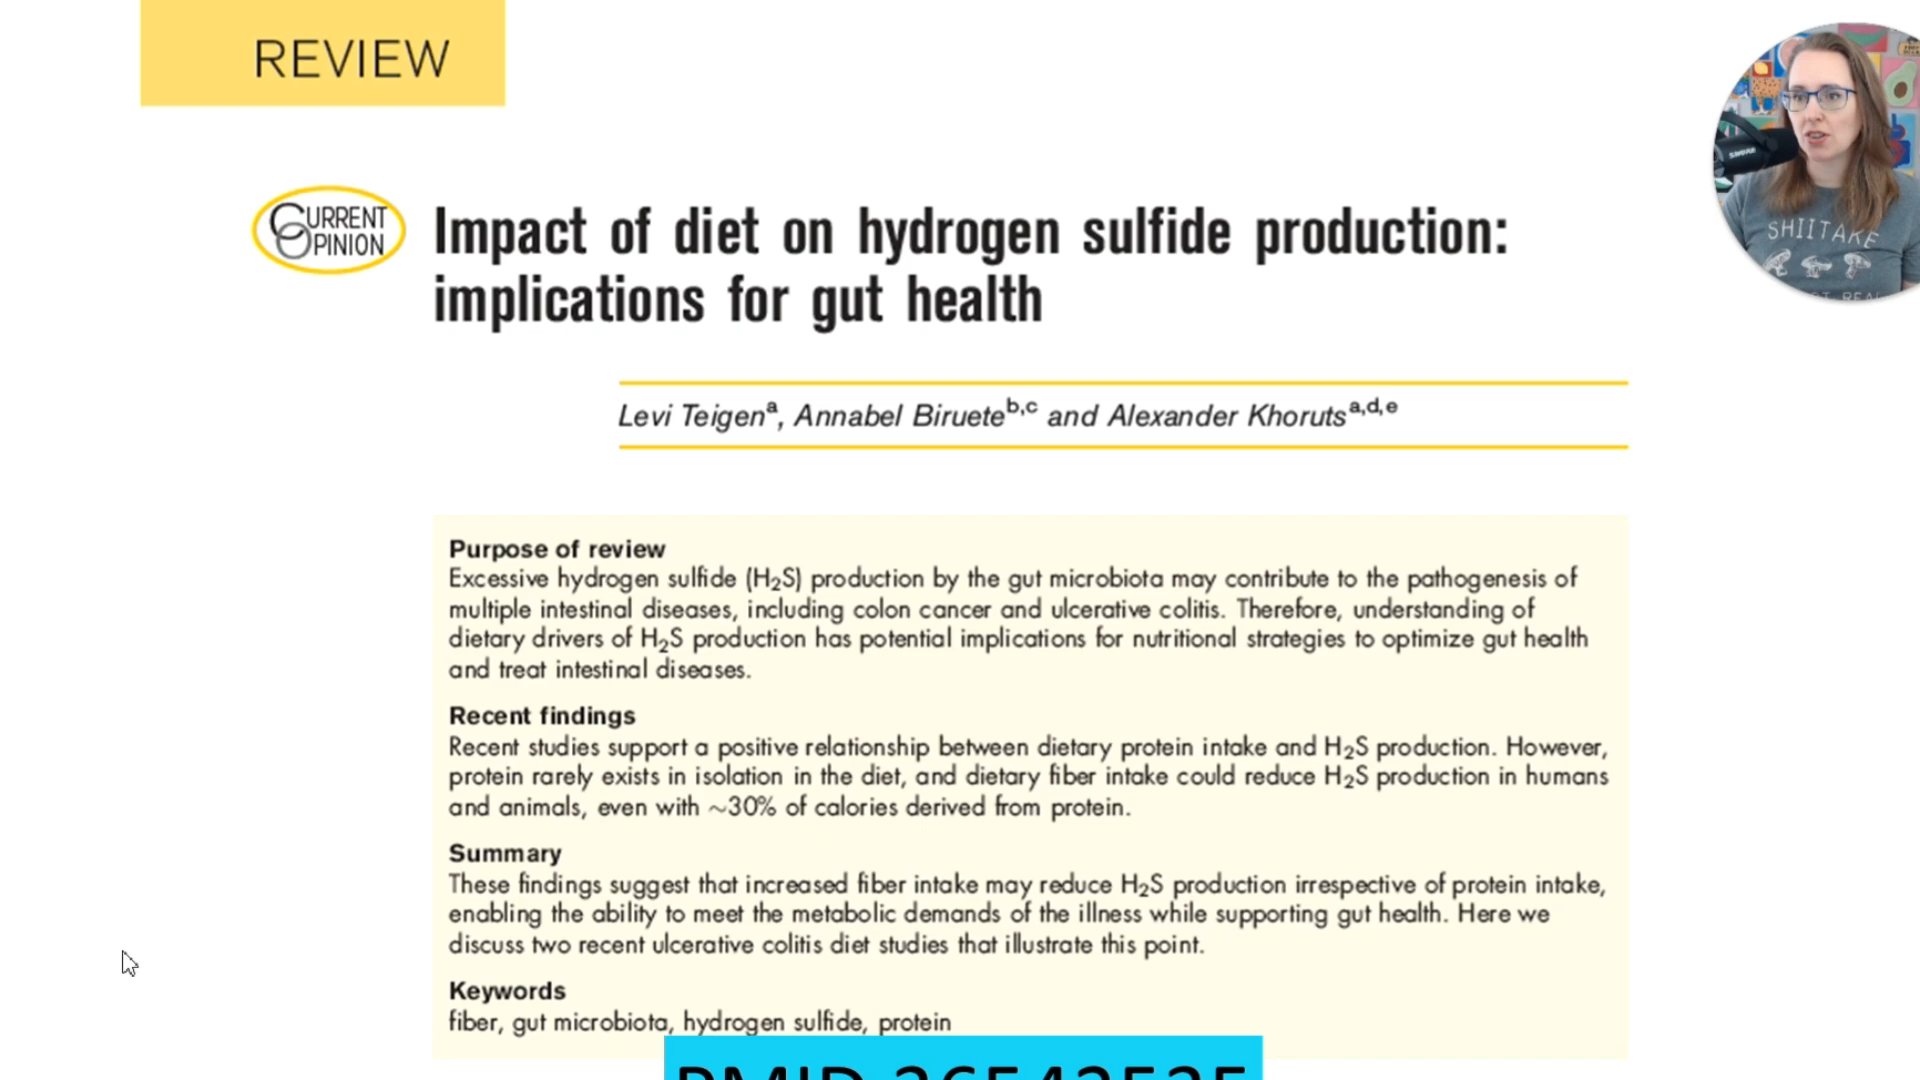 REVIEW
CURRENT
OPINION
Impact of diet on hydrogen sulfide production:
implications for gut health
Levi Teigenᵃ, Annabel Birueteᵇ,ᶜ and Alexander Khorutsᵃ,ᵈ,ᵉ
Purpose of review
Excessive hydrogen sulfide (H₂S) production by the gut microbiota may contribute to the pathogenesis of
multiple intestinal diseases, including colon cancer and ulcerative colitis. Therefore, understanding of
dietary drivers of H₂S production has potential implications for nutritional strategies to optimize gut health
and treat intestinal diseases.
Recent findings
Recent studies support a positive relationship between dietary protein intake and H₂S production. However,
protein rarely exists in isolation in the diet, and dietary fiber intake could reduce H₂S production in humans
and animals, even with ~30% of calories derived from protein.
Summary
These findings suggest that increased fiber intake may reduce H₂S production irrespective of protein intake,
enabling the ability to meet the metabolic demands of the illness while supporting gut health. Here we
discuss two recent ulcerative colitis diet studies that illustrate this point.
Keywords
fiber, gut microbiota, hydrogen sulfide, protein
PMID
SHIITAKE